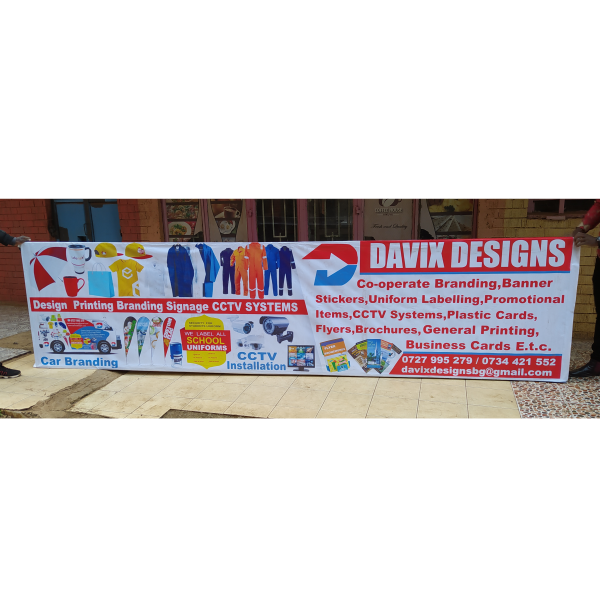 DAVIX DESIGNS
Co-operate Branding,Banner
Stickers,Uniform Labelling,Promotional
Items,CCTV Systems,Plastic Cards,
Flyers,Brochures,General Printing,
Business Cards E.t.c.
0727 995 279 / 0734 421 552
davixdesignsbg@gmail.com
Design Printing Branding Signage CCTV SYSTEMS
Car Branding
WE LABEL ALL
SCHOOL
UNIFORMS
CCTV
Installation